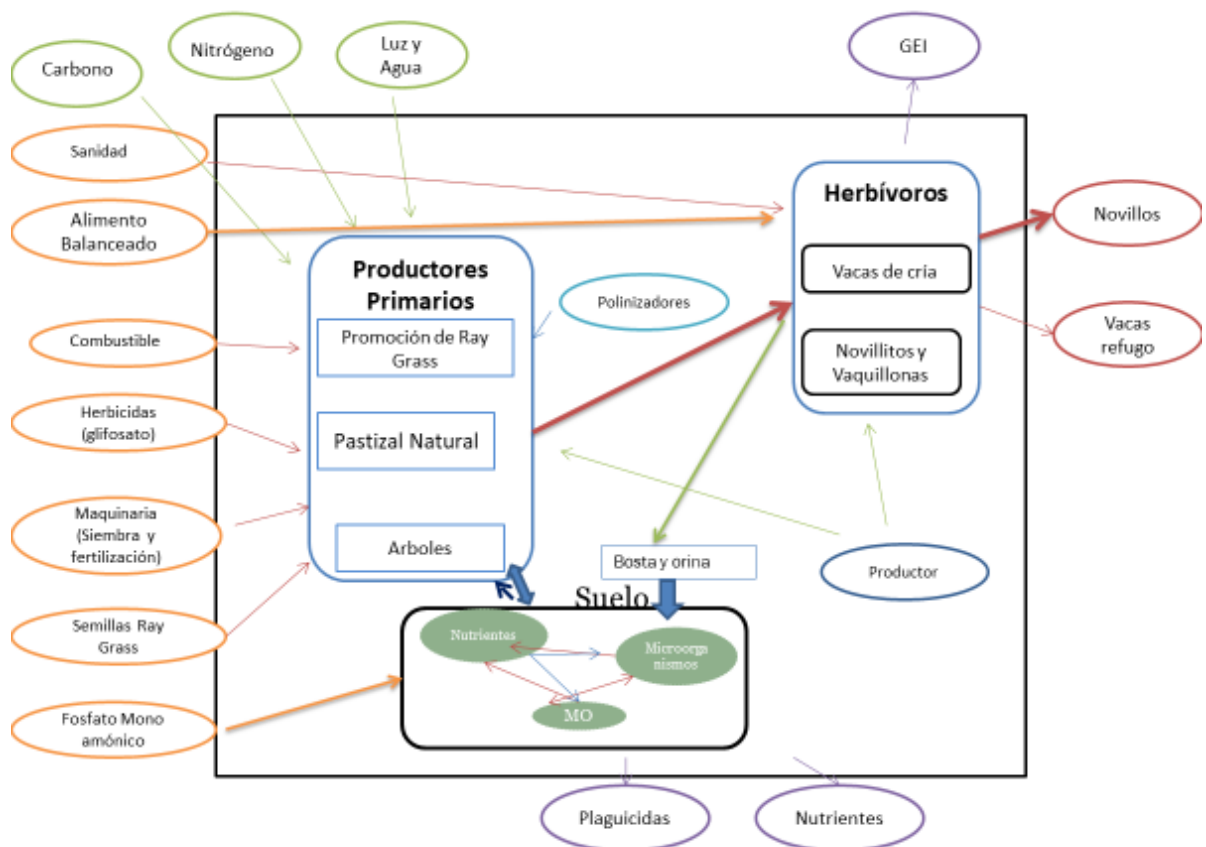 Carbono
Nitrógeno
Luz y
Agua
GEI
Sanidad
Alimento
Balanceado
Combustible
Herbicidas
(glifosato)
Maquinaria
(Siembra y
fertilización)
Semillas Ray
Grass
Fosfato Mono
amónico
Productores
Primarios
Promoción de Ray
Grass
Pastizal Natural
Arboles
Polinizadores
Herbívoros
Vacas de cría
Novillitos y
Vaquillonas
Novillos
Vacas
refugo
Bosta y orina
Productor
Suelo
Nutrientes
Microorga
nismos
MO
Plaguicidas
Nutrientes